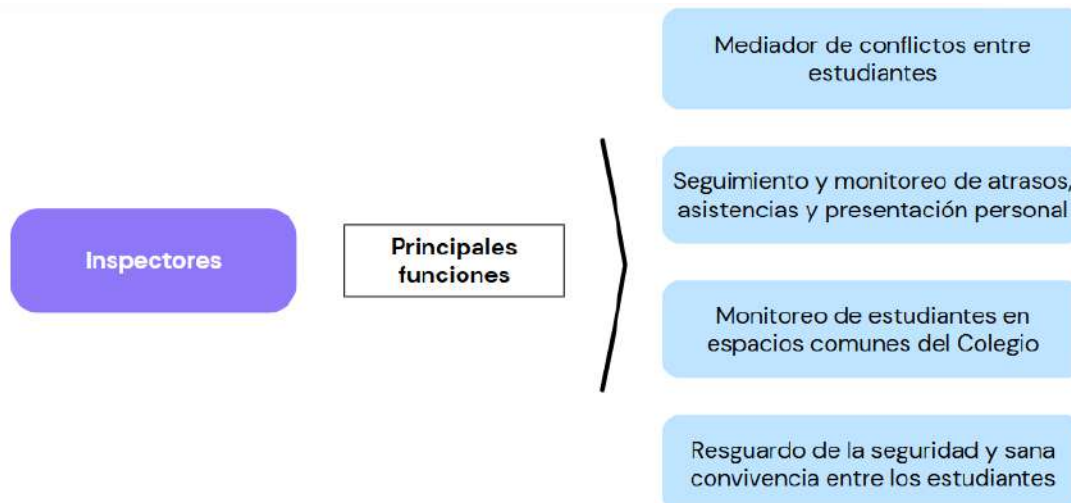 Inspectores
Principales
funciones
Mediador de conflictos entre
estudiantes
Seguimiento y monitoreo de atrasos,
asistencias y presentación personal
Monitoreo de estudiantes en
espacios comunes del Colegio
Resguardo de la seguridad y sana
convivencia entre los estudiantes